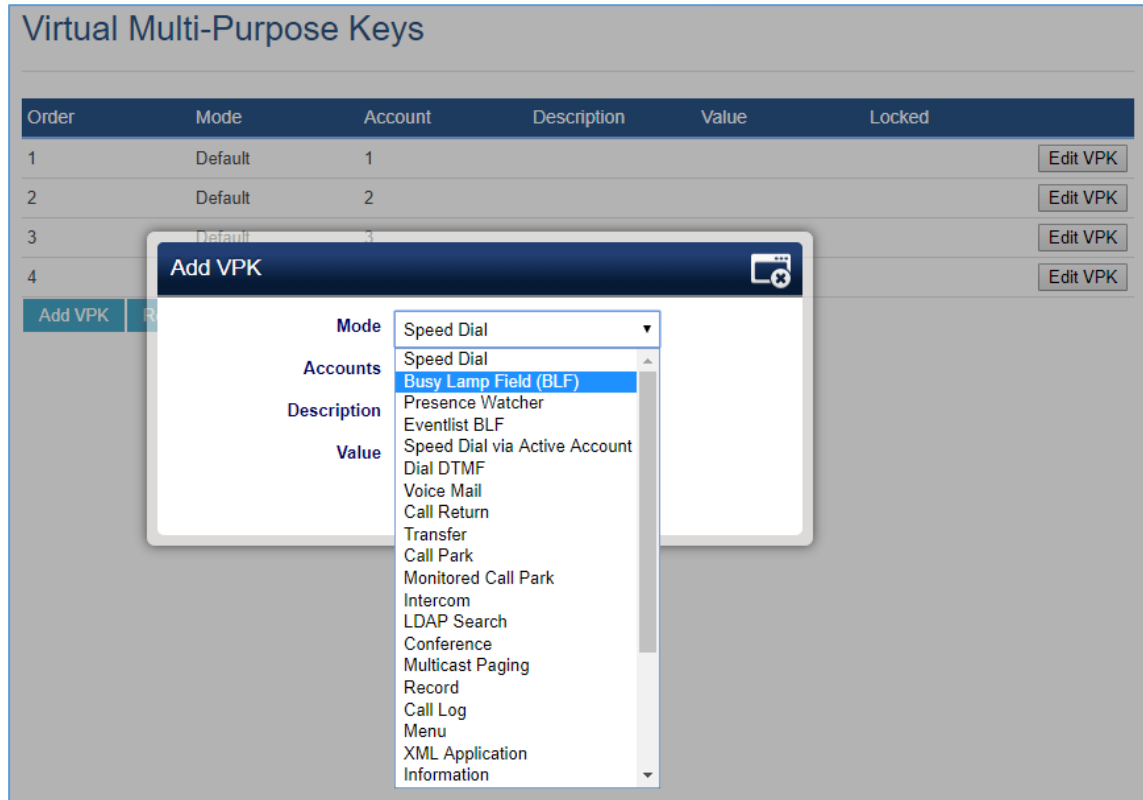 Virtual Multi-Purpose Keys
Order Mode Account Description Value Locked
1 Default 1 Edit VPK
2 Default 2 Edit VPK
3 Default 3 Edit VPK
4 Edit VPK
Add VPK
Add VPK
Mode Speed Dial
Accounts
Description
Value
Speed Dial
Busy Lamp Field (BLF)
Presence Watcher
Eventlist BLF
Speed Dial via Active Account
Dial DTMF
Voice Mail
Call Return
Transfer
Call Park
Monitored Call Park
Intercom
LDAP Search
Conference
Multicast Paging
Record
Call Log
Menu
XML Application
Information